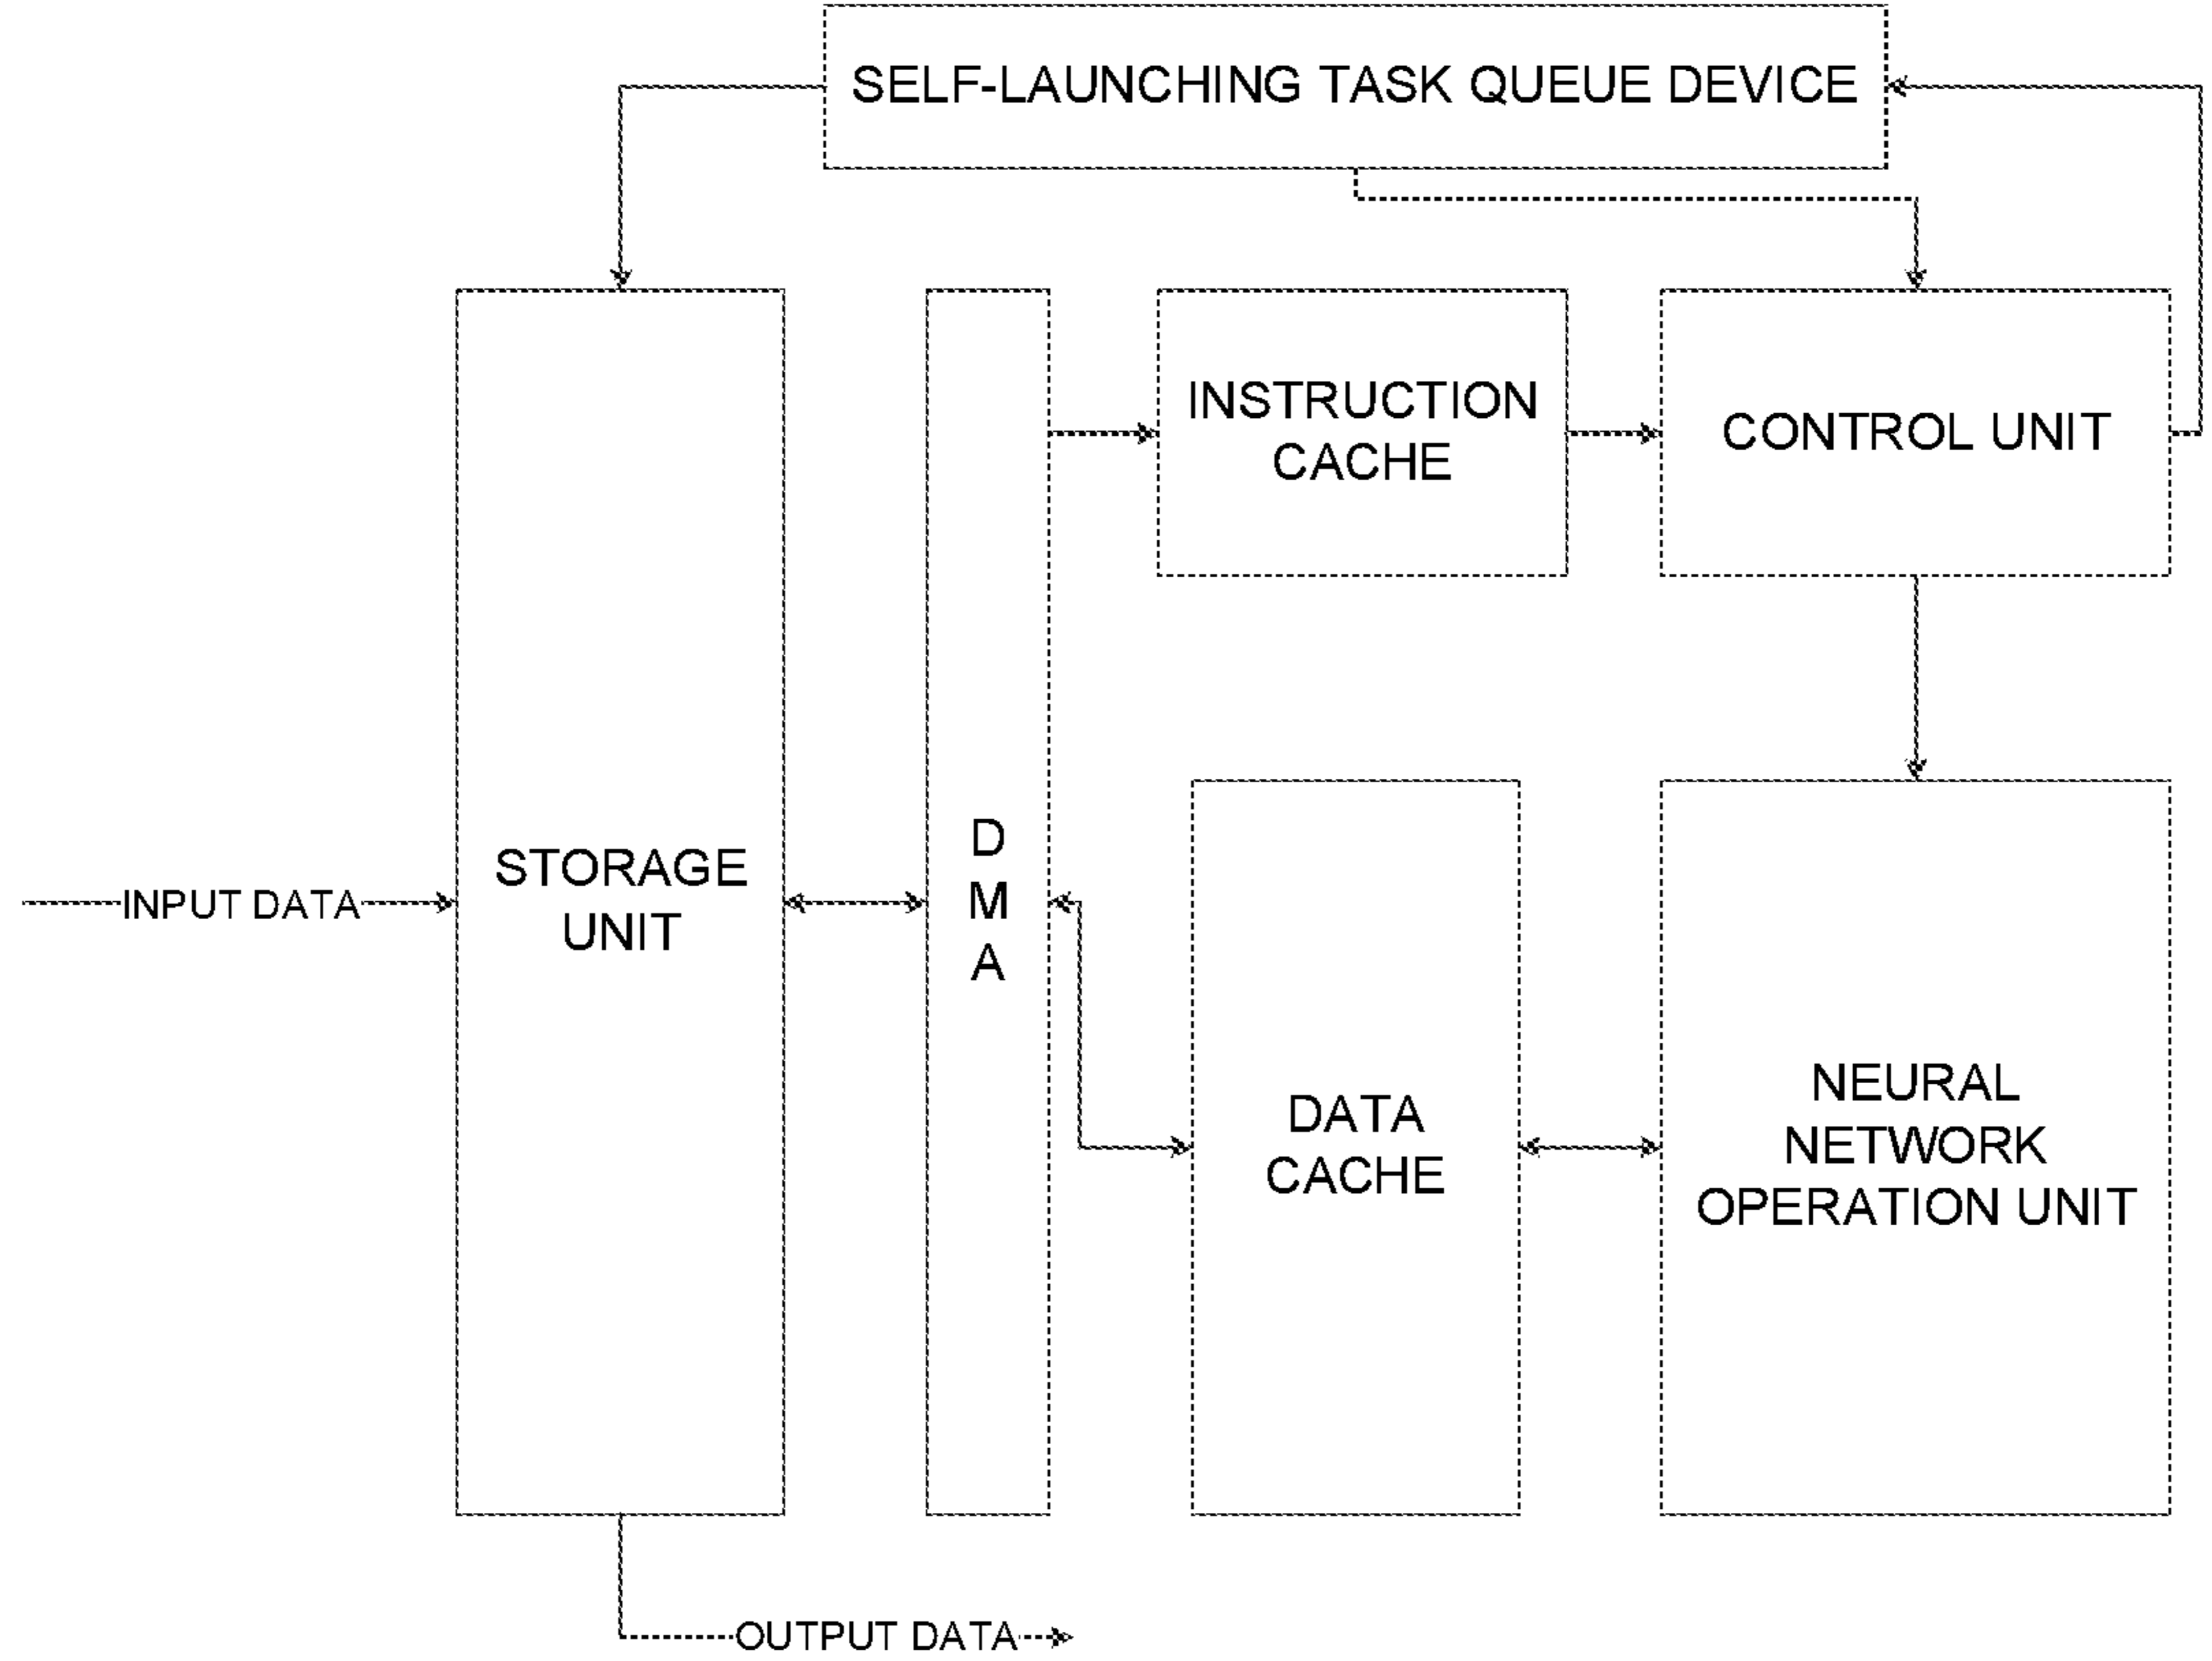 SELF-LAUNCHING TASK QUEUE DEVICE
INSTRUCTION
CACHE
CONTROL UNIT
INPUT DATA
STORAGE
UNIT
D
M
A
DATA
CACHE
NEURAL
NETWORK
OPERATION UNIT
OUTPUT DATA